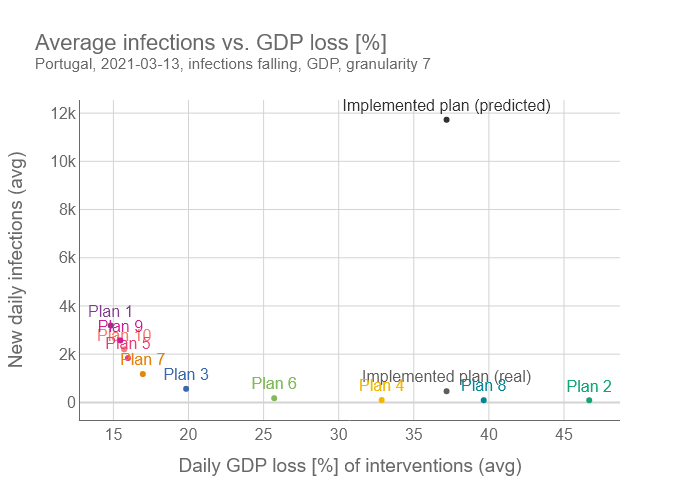 Average infections vs. GDP loss [%]
Portugal, 2021-03-13, infections falling, GDP, granularity 7
12k
10k
8k
6k
4k
2k
0
New daily infections (avg)
Implemented plan (predicted)
Plan 1
Plan 9
Plan 10
Plan 5
Plan 7
Plan 3
Plan 6
Plan 4
Implemented plan (real)
Plan 8
Plan 2
15
20
25
30
35
40
45
Daily GDP loss [%] of interventions (avg)